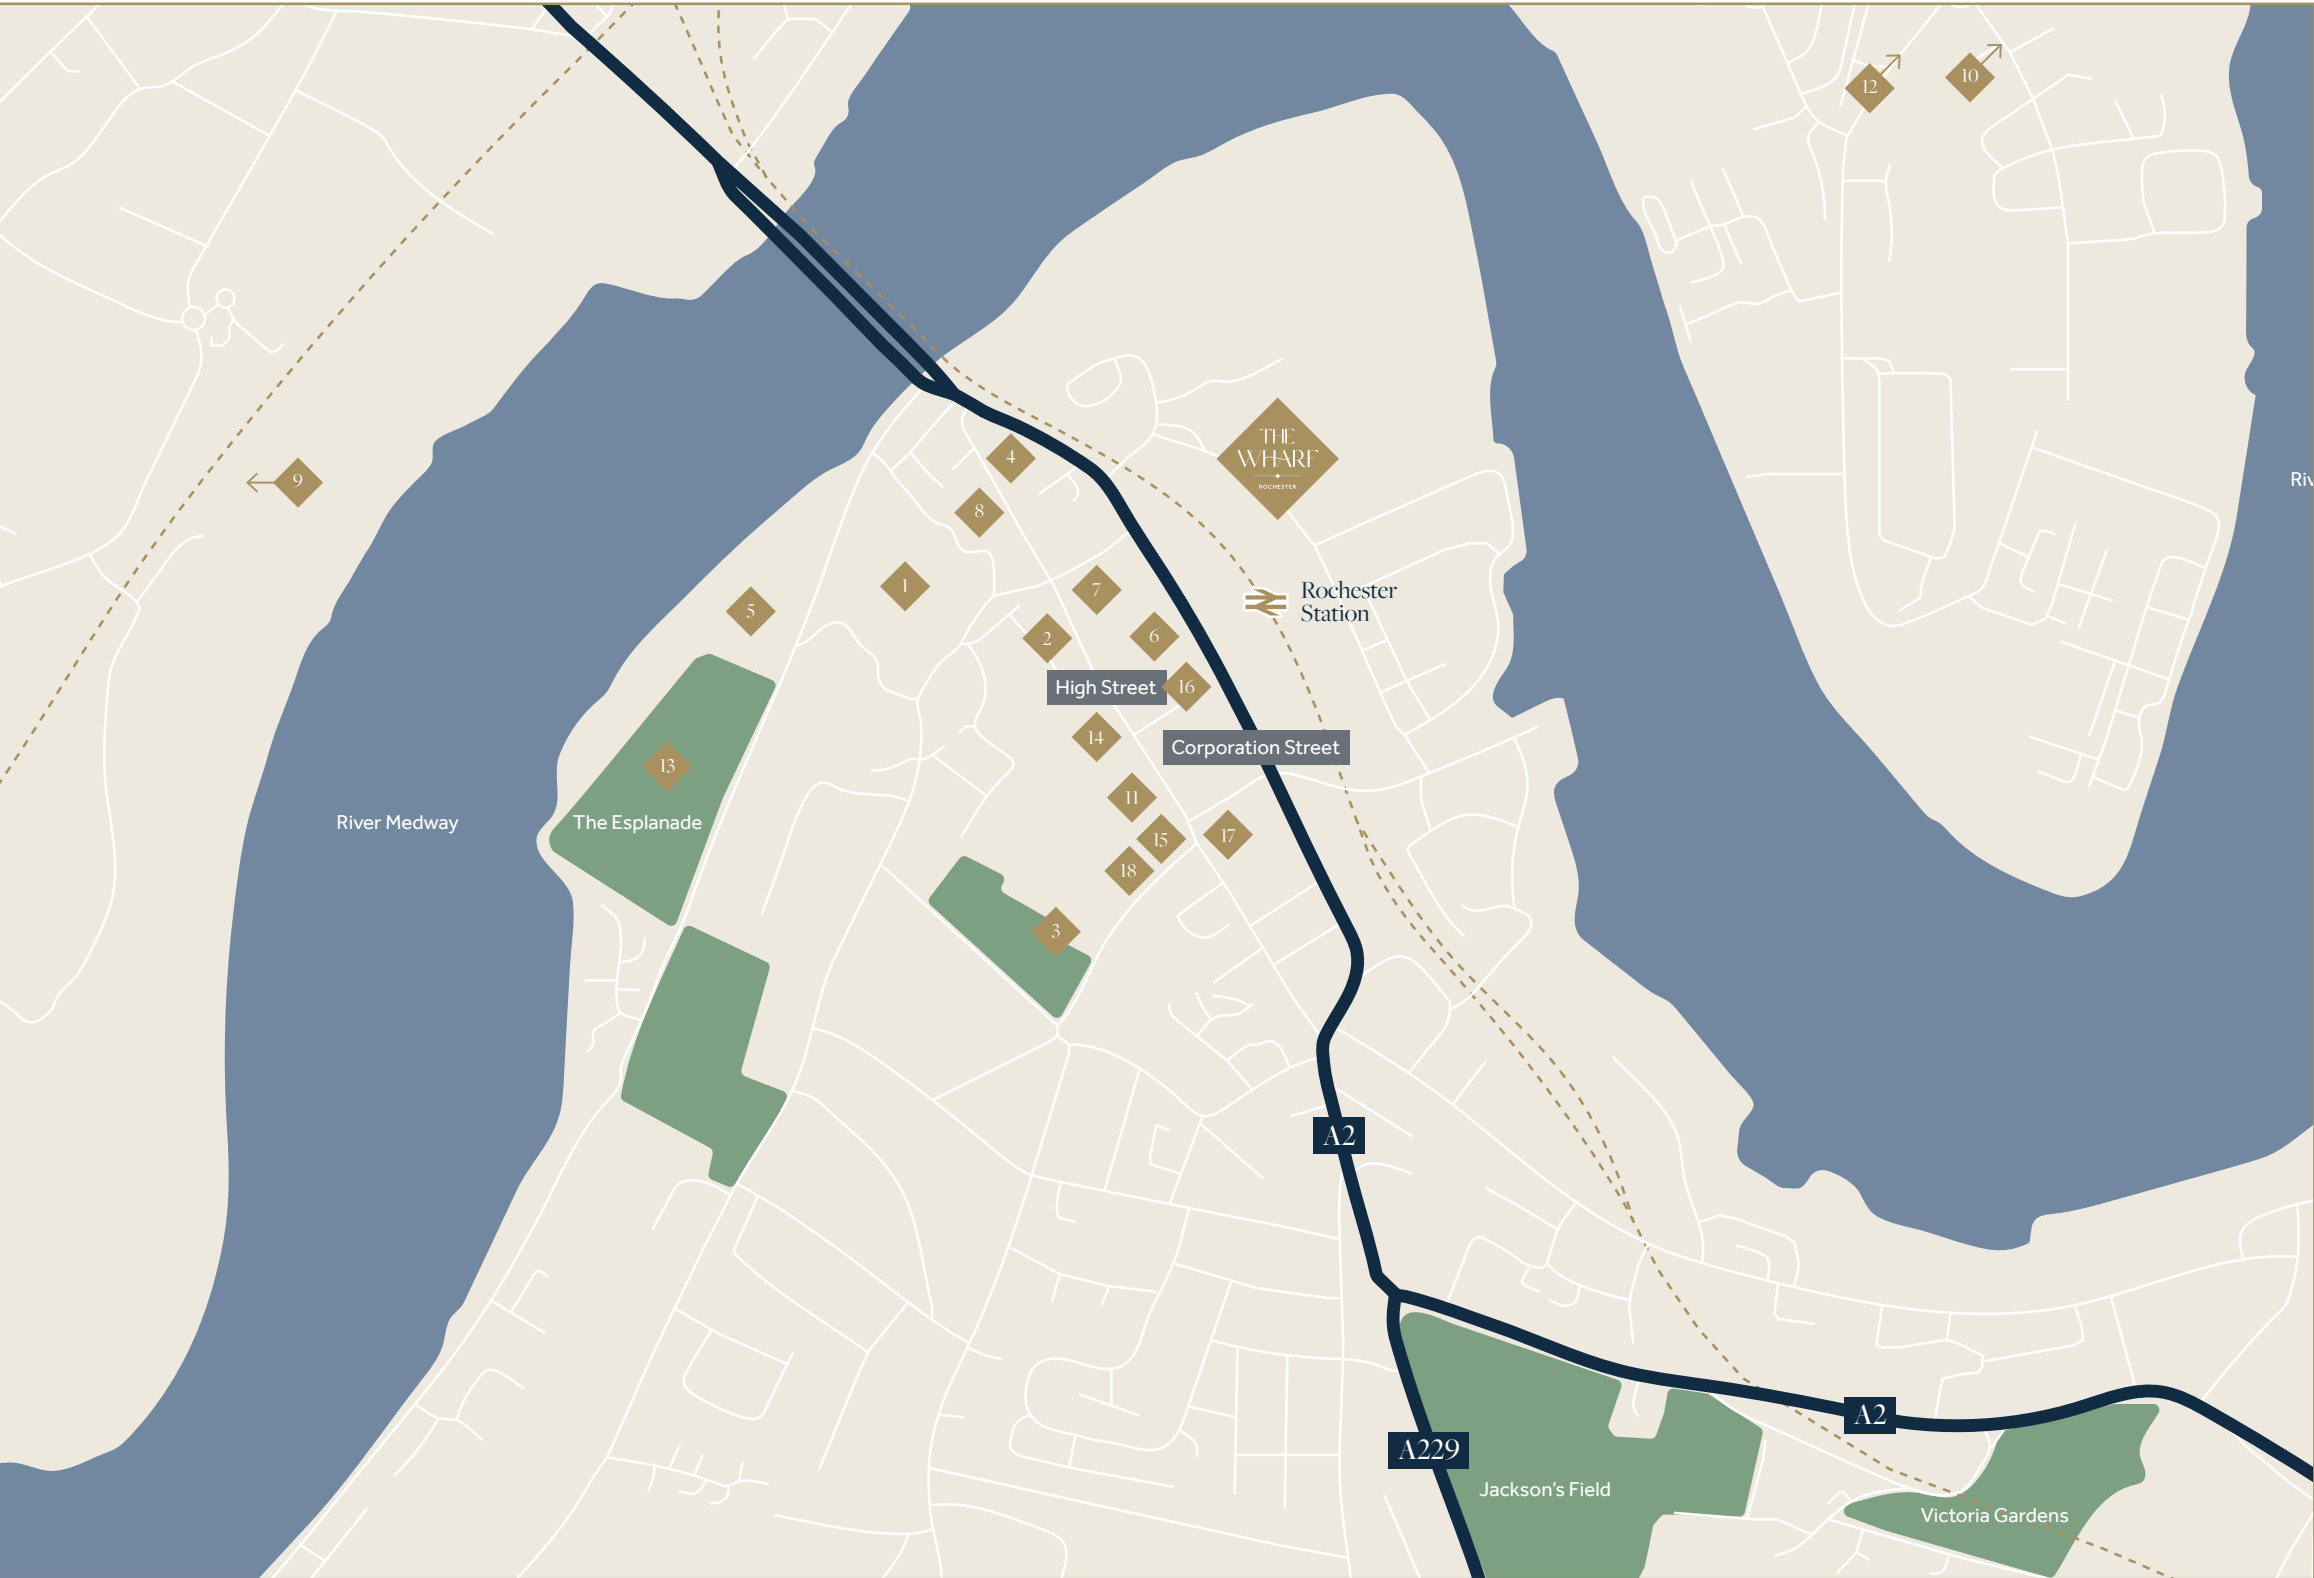 12
10
4
THE
WHARF
ROCHESTER
9
8
Riv
1
7
5
Rochester
Station
2
6
High Street
16
14
Corporation Street
13
11
River Medway
The Esplanade
15
17
18
3
A2
A2
A229
Jackson's Field
Victoria Gardens